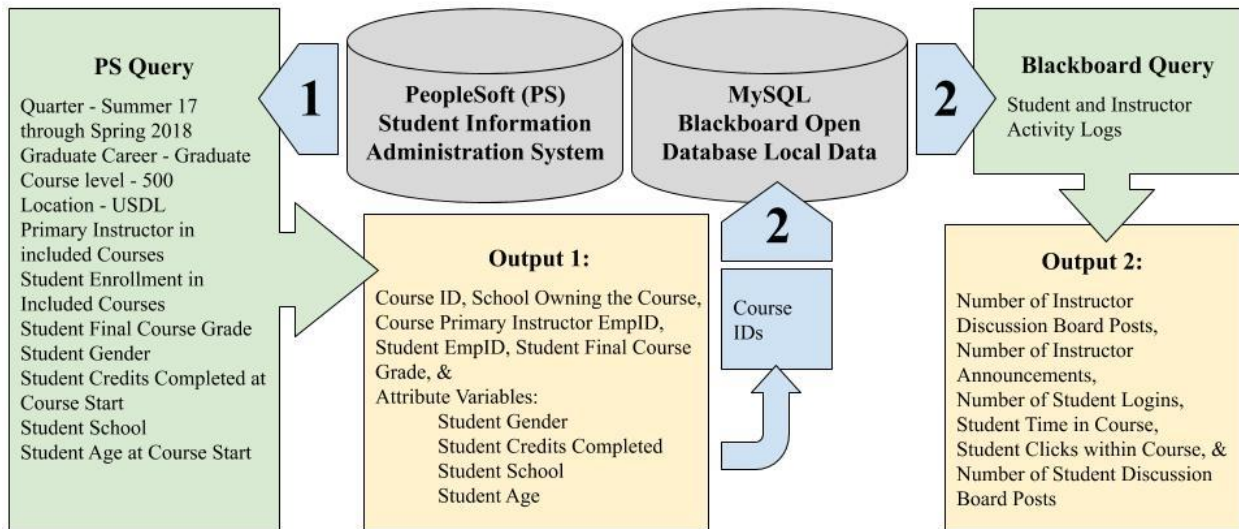 PS Query
Quarter - Summer 17
through Spring 2018
Graduate Career - Graduate
Course level - 500
Location - USDL
Primary Instructor in
included Courses
Student Enrollment in
Included Courses
Student Final Course Grade
Student Gender
Student Credits Completed at
Course Start
Student School
Student Age at Course Start
1
PeopleSoft (PS)
Student Information
Administration System
MySQL
Blackboard Open
Database Local Data
2
Blackboard Query
Student and Instructor
Activity Logs
Output 1:
Course ID, School Owning the Course,
Course Primary Instructor EmpID,
Student EmpID, Student Final Course
Grade, &
Attribute Variables:
Student Gender
Student Credits Completed
Student School
Student Age
2
Course
IDs
Output 2:
Number of Instructor
Discussion Board Posts,
Number of Instructor
Announcements,
Number of Student Logins,
Student Time in Course,
Student Clicks within Course, &
Number of Student Discussion
Board Posts